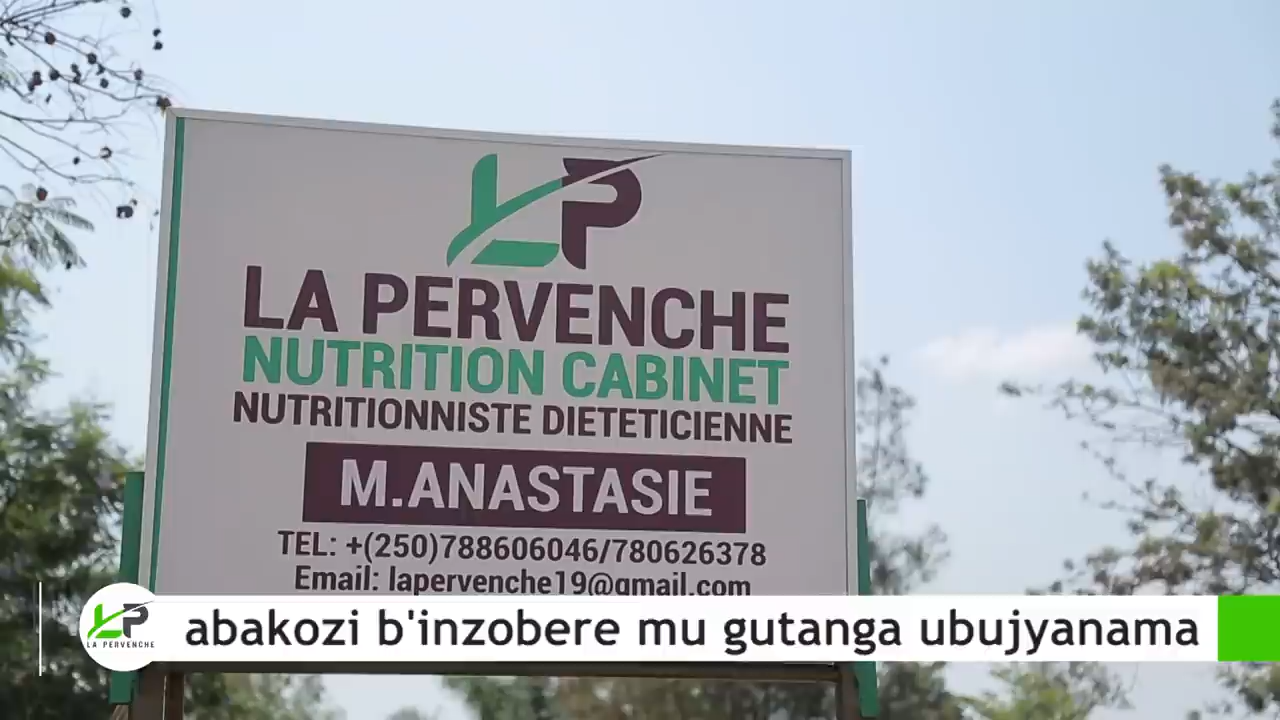 LP
LA PERVENCHE
NUTRITION CABINET
NUTRITIONNISTE DIETETICIENNE
M.ANASTASIE
TEL: +(250)788606046/780626378
Email: lapervenche19@gmail.com
LP
LA PERVENCHE
abakozi b'inzobere mu gutanga ubujyanama